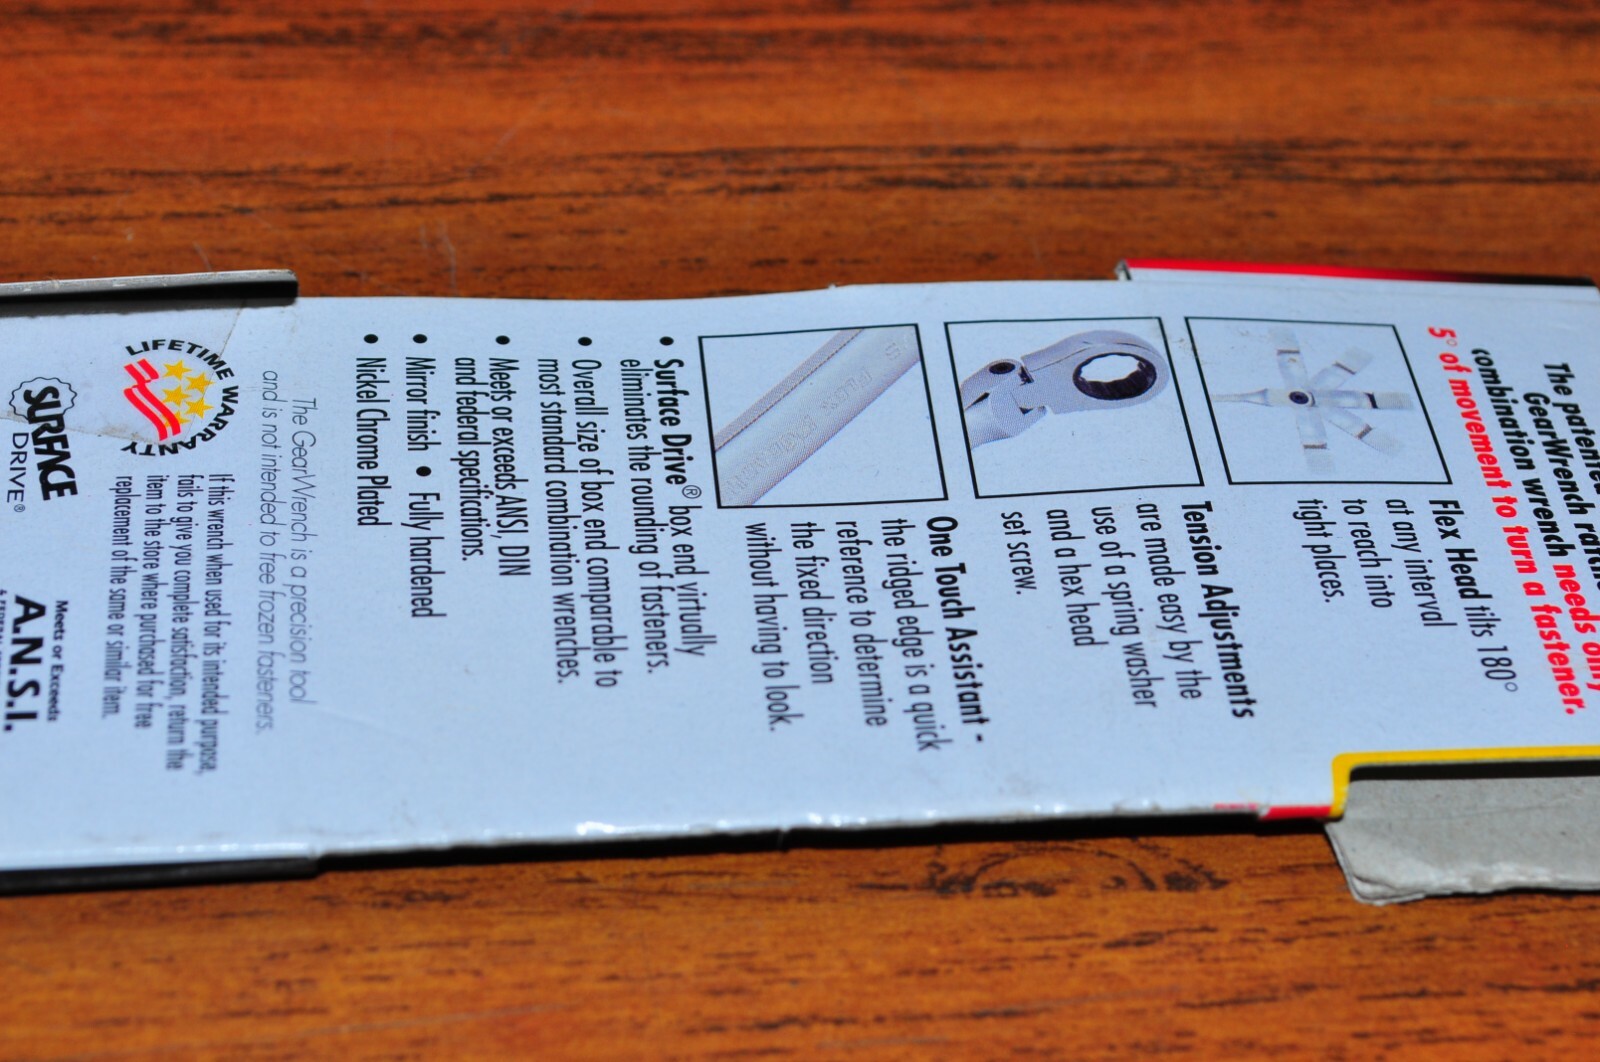 The patented
GearWrench
combination wrench needs only
5° of movement to turn a fastener.
Flex Head tilts 180°
at any interval
to reach into
tight places.
Tension Adjustments
are made easy by the
use of a spring washer
and a hex head
set screw.
One Touch Assistant -
the ridged edge is a quick
reference to determine
the fixed direction
without having to look.
• Surface Drive® box end virtually
eliminates the rounding of fasteners.
• Overall size of box end comparable to
most standard combination wrenches.
• Meets or exceeds ANSI, DIN
and federal specifications.
• Mirror finish • Fully hardened
• Nickel Chrome Plated
The GearWrench is a precision tool
and is not intended to free frozen fasteners.
LIFETIME WARRANTY
If this wrench when used for its intended purpose,
fails to give you complete satisfaction, return the
item to the store where purchased for free
replacement of the same or similar item.
SURFACE
DRIVE®
Meets or Exceeds
A.N.S.I.